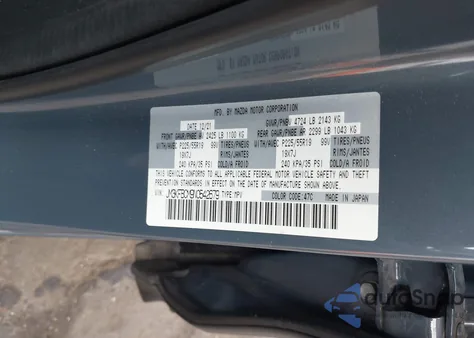 MFD. BY MAZDA MOTOR CORPORATION
DATE 12/21 GVWR/PNBV 4724 LB 2143 KG
FRONT GAWR/PNBE AV 2425 LB 1100 KG REAR GAWR/PNBE AR 2299 LB 1043 KG
WITH/AVEC P225/55R19 99V TIRES/PNEUS WITH/AVEC P225/55R19 99V TIRES/PNEUS
19X7J RIMS/JANTES 19X7J RIMS/JANTES
240 KPA/35 PSI COLD/A FROID 240 KPA/35 PSI COLD/A FROID
THIS VEHICLE CONFORMS TO ALL APPLICABLE FEDERAL MOTOR VEHICLE SAFETY
AND THEFT PREVENTION STANDARDS IN EFFECT ON THE DATE OF MANUFACTURE
SHOWN ABOVE.
TYPE MPV COLOR CODE:47C MADE IN JAPAN
AutoSnap